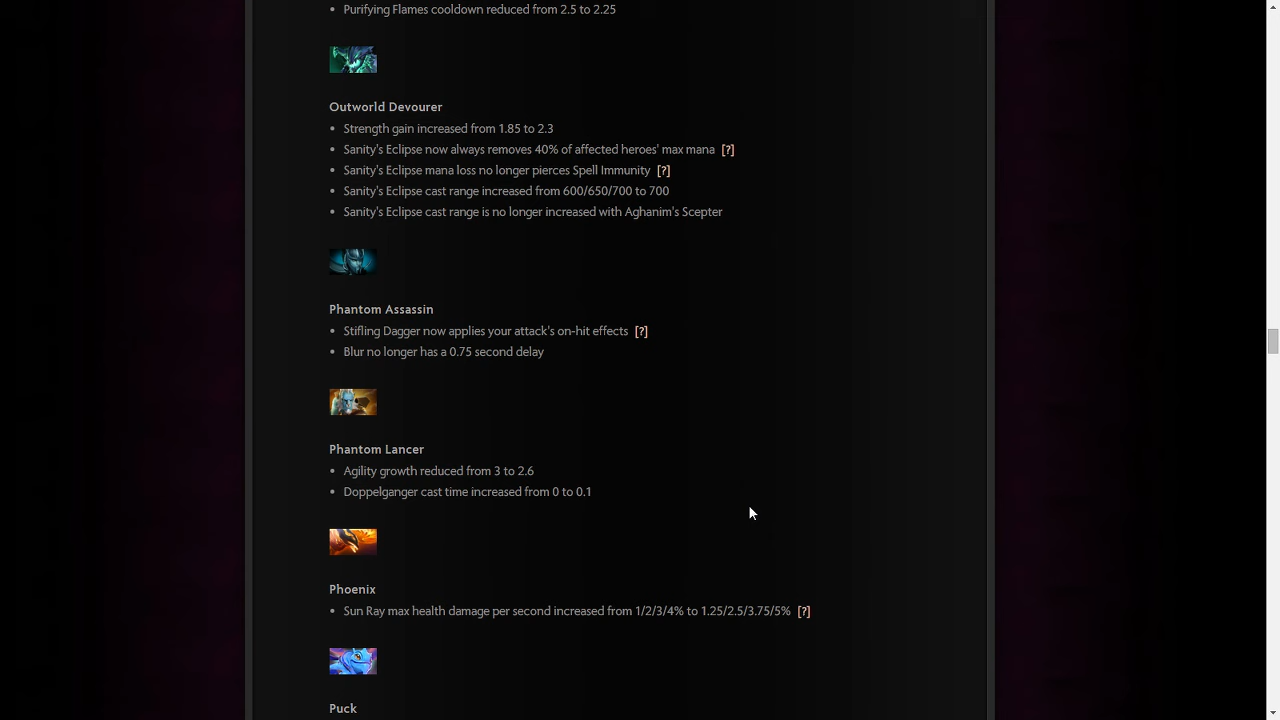 • Purifying Flames cooldown reduced from 2.5 to 2.25
Outworld Devourer
• Strength gain increased from 1.85 to 2.3
• Sanity's Eclipse now always removes 40% of affected heroes' max mana [?]
• Sanity's Eclipse mana loss no longer pierces Spell Immunity [?]
• Sanity's Eclipse cast range increased from 600/650/700 to 700
• Sanity's Eclipse cast range is no longer increased with Aghanim's Scepter
Phantom Assassin
• Stifling Dagger now applies your attack's on-hit effects [?]
• Blur no longer has a 0.75 second delay
Phantom Lancer
• Agility growth reduced from 3 to 2.6
• Doppelganger cast time increased from 0 to 0.1
Phoenix
• Sun Ray max health damage per second increased from 1/2/3/4% to 1.25/2.5/3.75/5% [?]
Puck